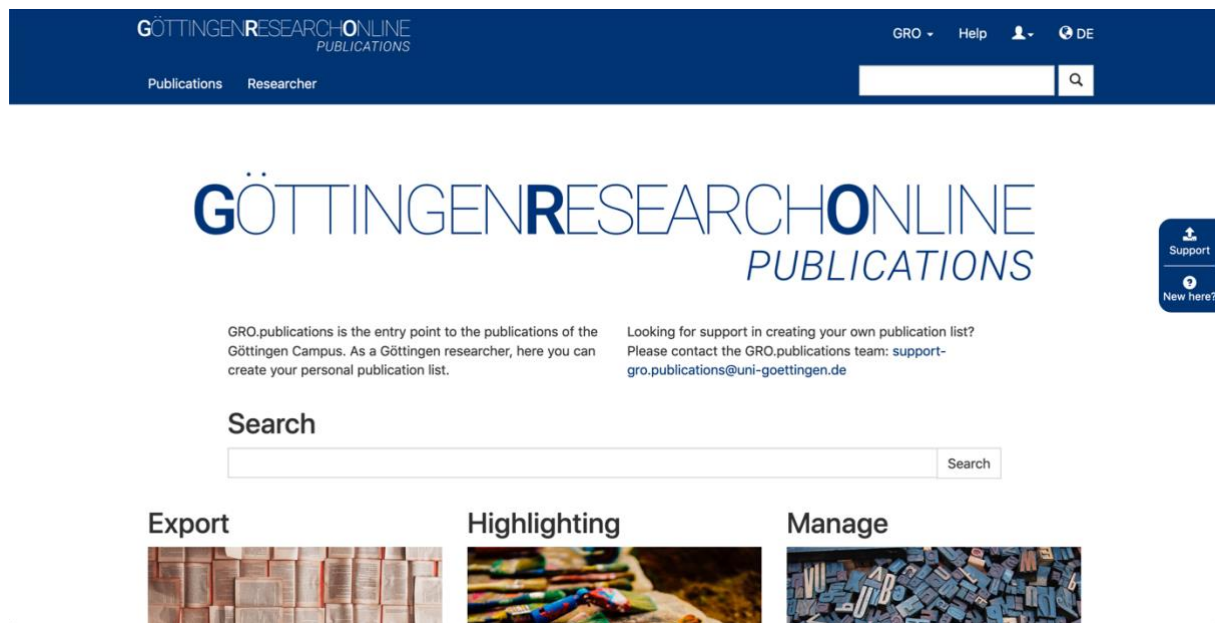 GÖTTINGENRESEARCHONLINE
PUBLICATIONS
GRO Help DE
Publications Researcher
GÖTTINGENRESEARCHONLINE
PUBLICATIONS
Support
New here?
GRO.publications is the entry point to the publications of the
Göttingen Campus. As a Göttingen researcher, here you can
create your personal publication list.
Looking for support in creating your own publication list?
Please contact the GRO.publications team: support-
gro.publications@uni-goettingen.de
Search
Search
Export Highlighting Manage